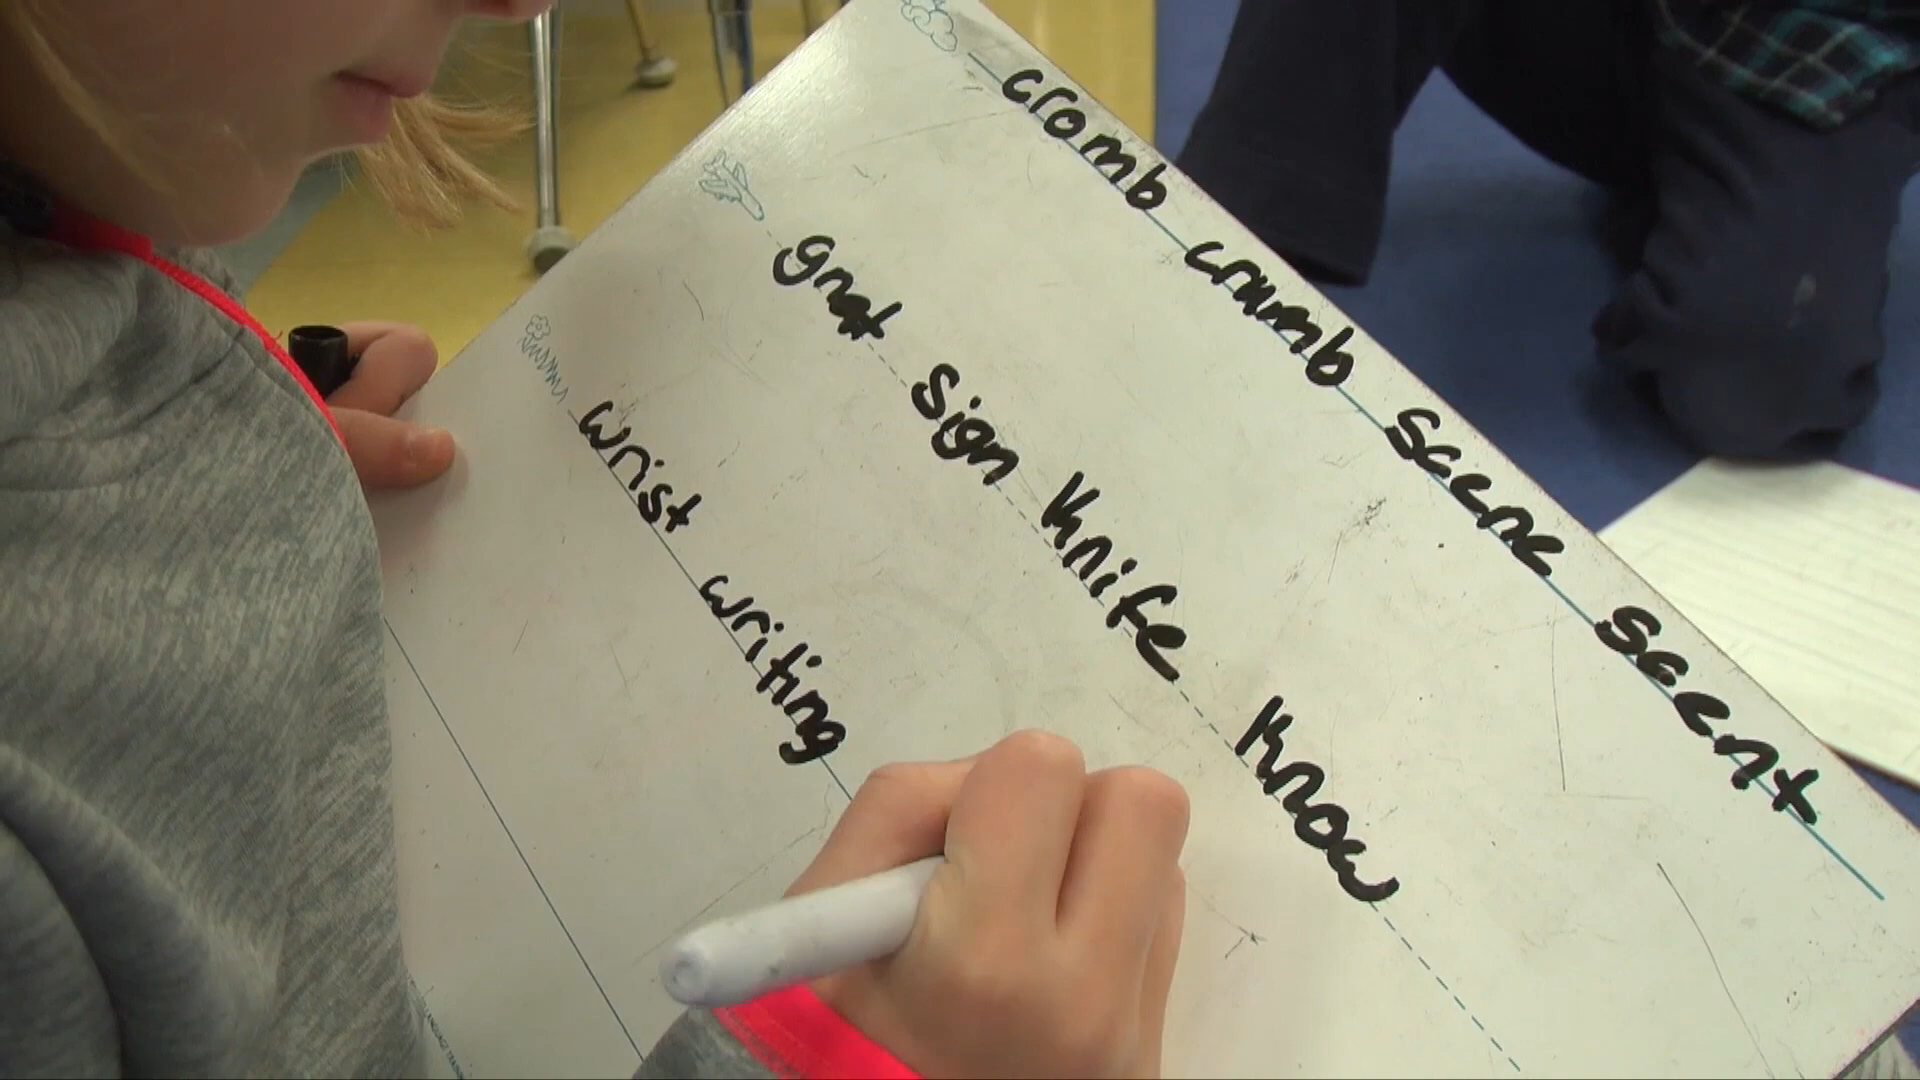 cromb crumb scene scent
gnat sign knife know
wrist writing